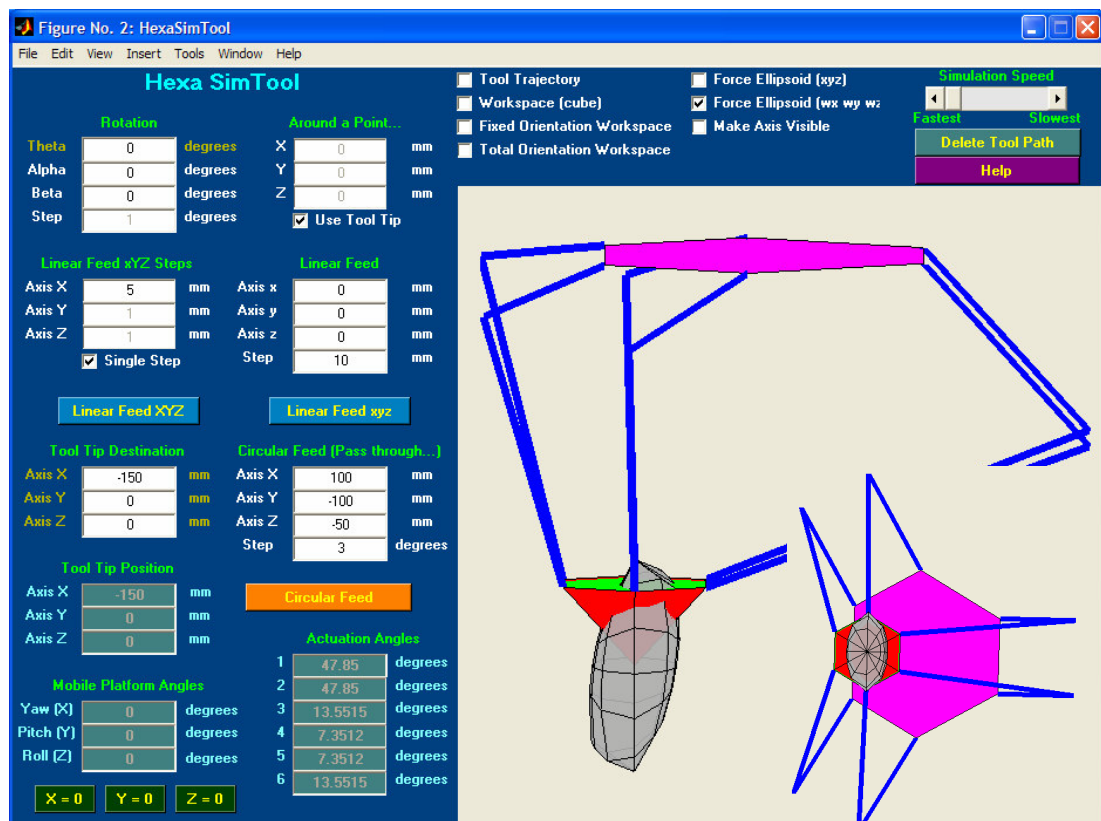 Figure No. 2: HexaSimTool
File Edit View Insert Tools Window Help
Hexa SimTool
Tool Trajectory
Workspace (cube)
Fixed Orientation Workspace
Total Orientation Workspace
Force Ellipsoid (xyz)
Force Ellipsoid (wx wy wz
Make Axis Visible
Simulation Speed
Fastest Slowest
Delete Tool Path
Help
Rotation
Theta 0 degrees
Alpha 0 degrees
Beta 0 degrees
Step 1 degrees
Around a Point...
X 0 mm
Y 0 mm
Z 0 mm
Use Tool Tip
Linear Feed xYZ Steps
Axis X 5 mm
Axis Y 1 mm
Axis Z 1 mm
Single Step
Linear Feed XYZ
Linear Feed
Axis x 0 mm
Axis y 0 mm
Axis z 0 mm
Step 10 mm
Linear Feed xyz
Tool Tip Destination
Axis X -150 mm
Axis Y 0 mm
Axis Z 0 mm
Circular Feed (Pass through...)
Axis X 100 mm
Axis Y -100 mm
Axis Z -50 mm
Step 3 degrees
Circular Feed
Tool Tip Position
Axis X -150 mm
Axis Y 0 mm
Axis Z 0 mm
Mobile Platform Angles
Yaw (X) 0 degrees
Pitch (Y) 0 degrees
Roll (Z) 0 degrees
X = 0 Y = 0 Z = 0
Actuation Angles
1 47.85 degrees
2 47.85 degrees
3 13.5515 degrees
4 7.3512 degrees
5 7.3512 degrees
6 13.5515 degrees